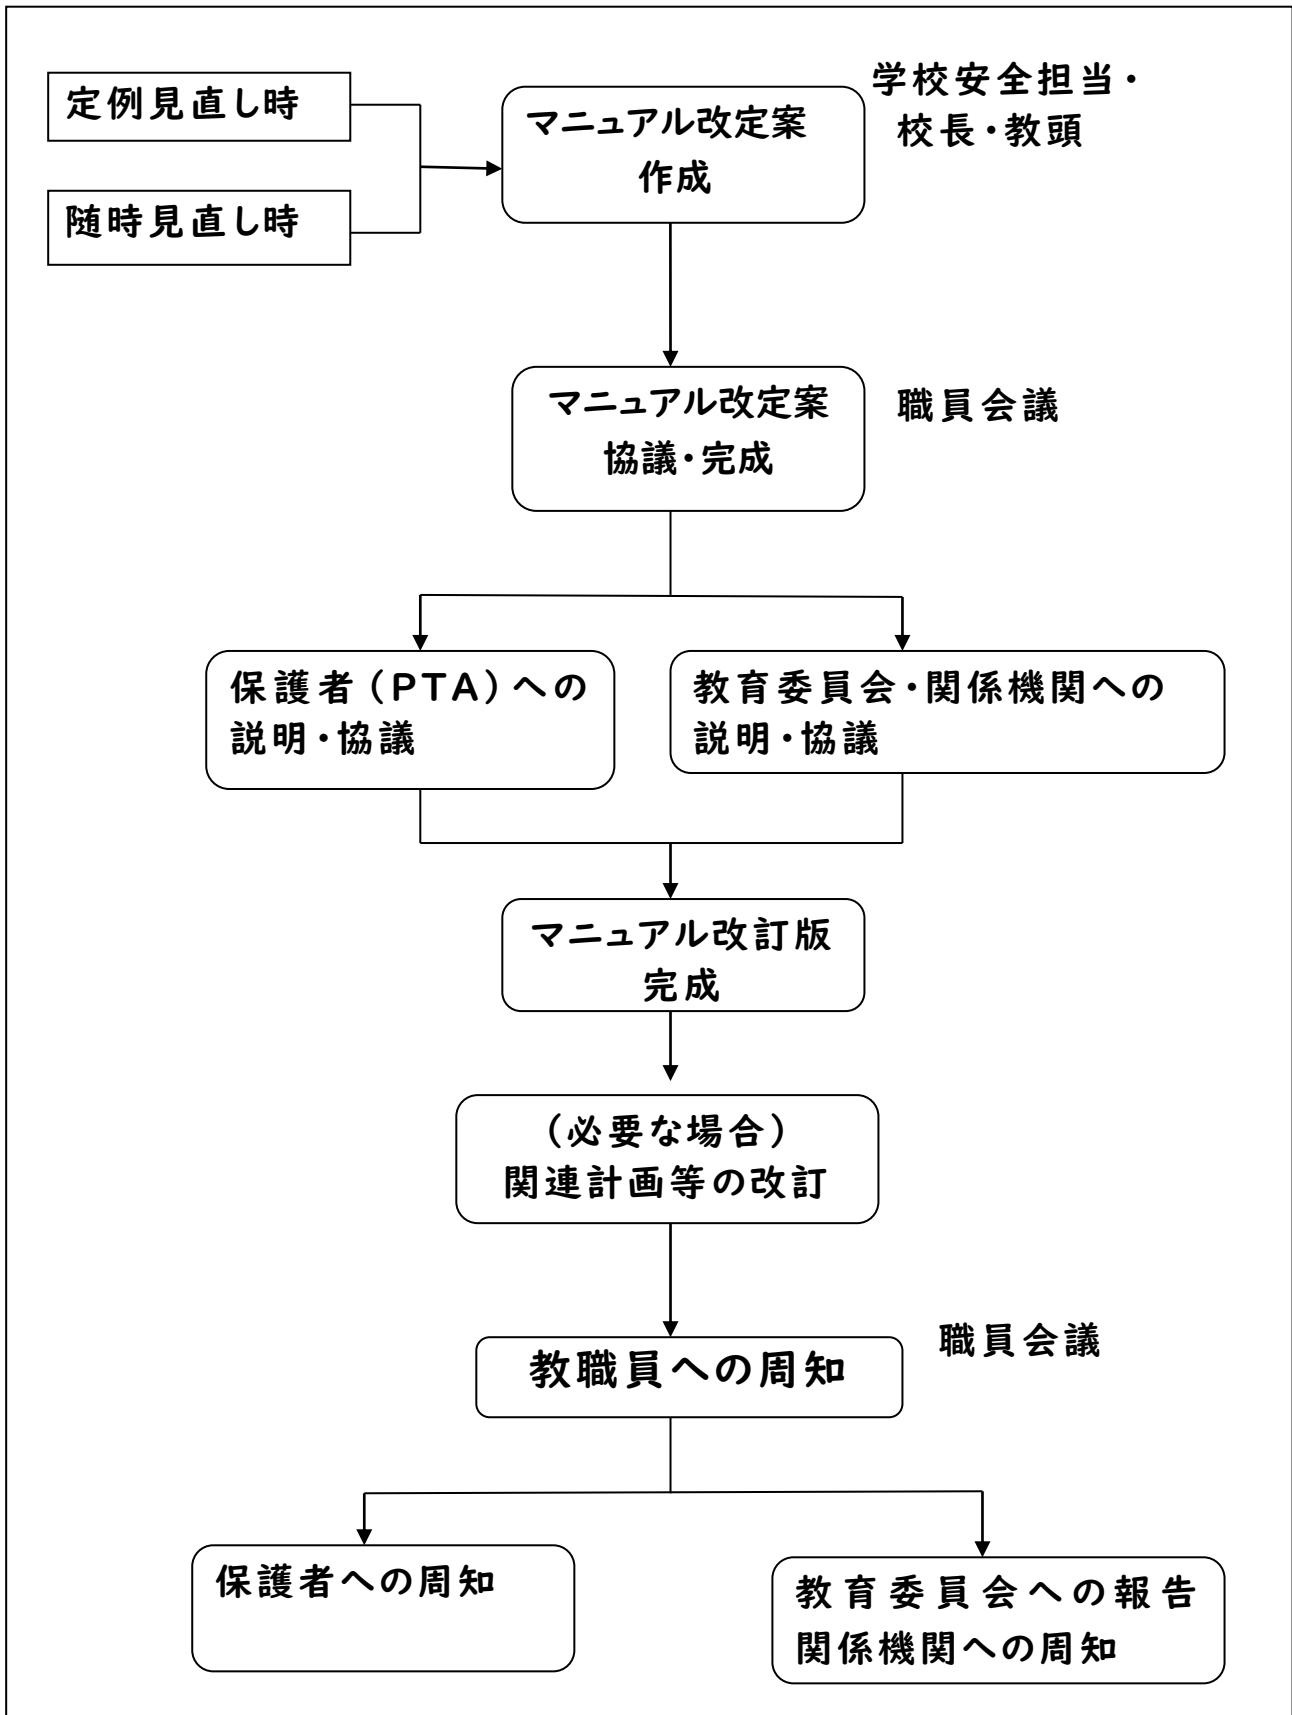 定例見直し時
随時見直し時
マニュアル改定案
作成
学校安全担当・
校長・教頭
マニュアル改定案
協議・完成
職員会議
保護者（PTA）への
説明・協議
教育委員会・関係機関への
説明・協議
マニュアル改訂版
完成
（必要な場合）
関連計画等の改訂
教職員への周知
職員会議
保護者への周知
教育委員会への報告
関係機関への周知